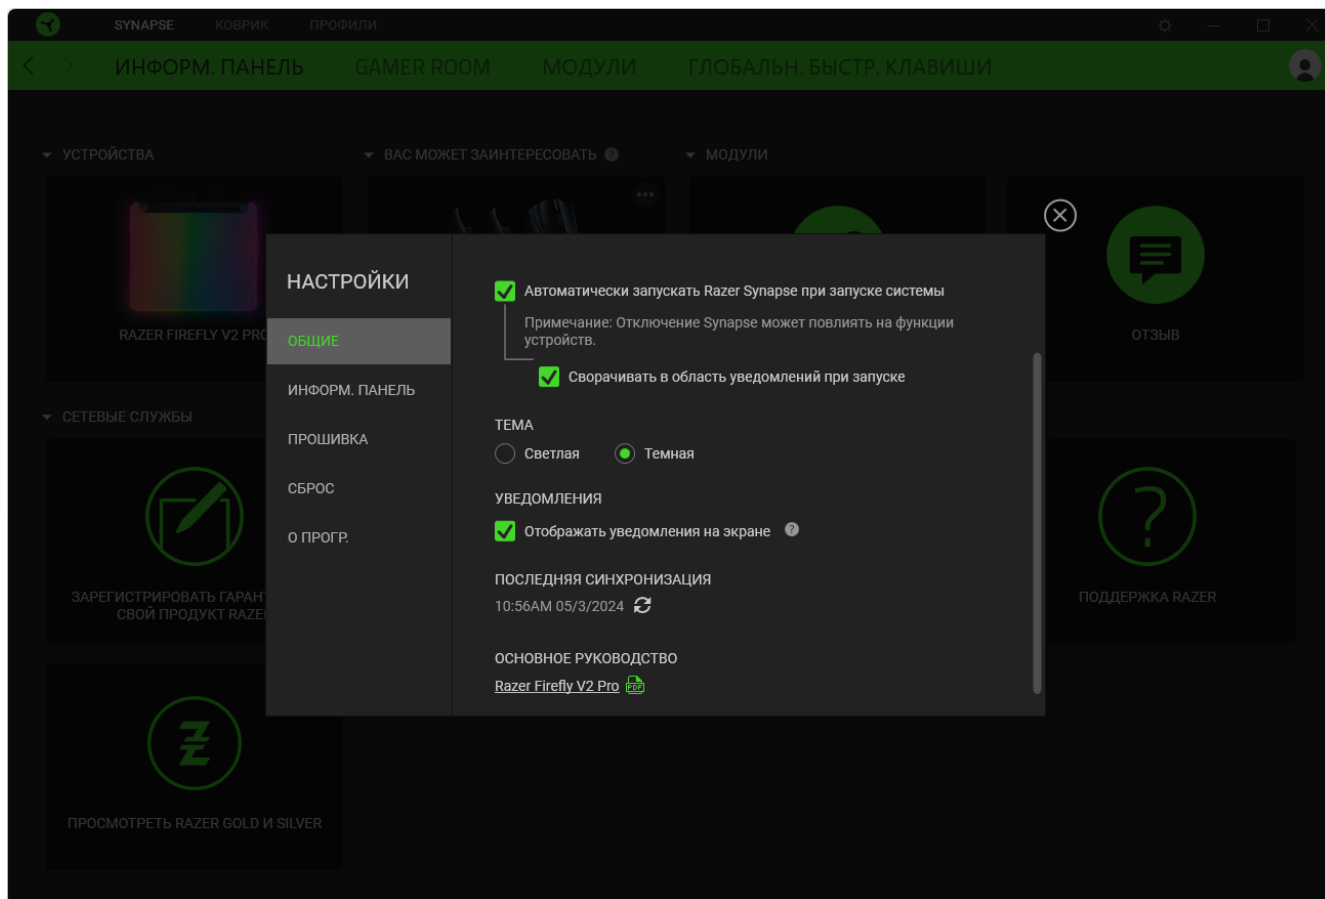 SYNAPSE
КОВРИК
ПРОФИЛИ
ИНФОРМ. ПАНЕЛЬ
GAMER ROOM
МОДУЛИ
ГЛОБАЛЬН. БЫСТР. КЛАВИШИ
УСТРОЙСТВА
ВАС МОЖЕТ ЗАИНТЕРЕСОВАТЬ ?
МОДУЛИ
RAZER FIREFLY V2 PRO
ОТЗЫВ
СЕТЕВЫЕ СЛУЖБЫ
ЗАРЕГИСТРИРОВАТЬ ГАРАН
СВОЙ ПРОДУКТ RAZE
ПОДДЕРЖКА RAZER
ПРОСМОТРЕТЬ RAZER GOLD И SILVER
НАСТРОЙКИ
ОБЩИЕ
ИНФОРМ. ПАНЕЛЬ
ПРОШИВКА
СБРОС
О ПРОГР.
Автоматически запускать Razer Synapse при запуске системы
Примечание: Отключение Synapse может повлиять на функции
устройств.
Сворачивать в область уведомлений при запуске
ТЕМА
Светлая
Темная
УВЕДОМЛЕНИЯ
Отображать уведомления на экране ?
ПОСЛЕДНЯЯ СИНХРОНИЗАЦИЯ
10:56AM 05/3/2024
ОСНОВНОЕ РУКОВОДСТВО
Razer Firefly V2 Pro PDF